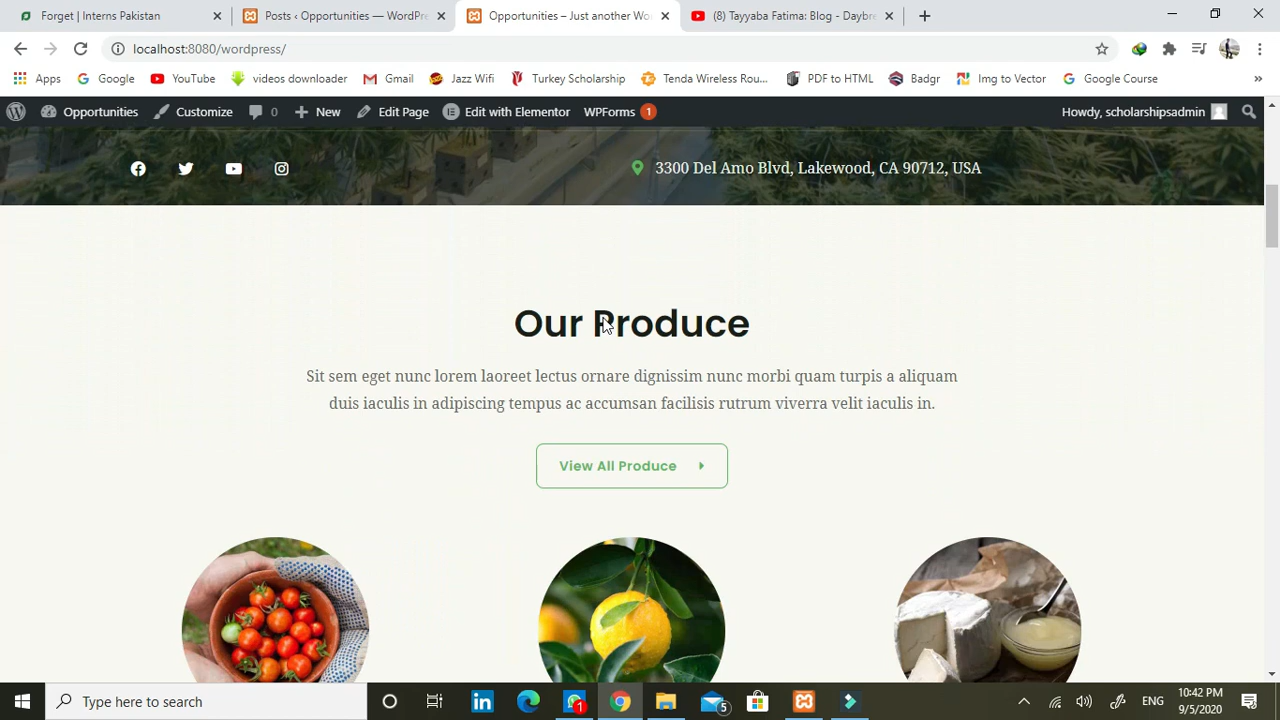 Forget | Interns Pakistan
Posts ‹ Opportunities — WordPre
Opportunities – Just another Wo
(8) Tayyaba Fatima: Blog - Daybre
localhost:8080/wordpress/
Apps
Google
YouTube
videos downloader
Gmail
Jazz Wifi
Turkey Scholarship
Tenda Wireless Rou...
PDF to HTML
Badgr
Img to Vector
Google Course
»
Opportunities
Customize
0
New
Edit Page
Edit with Elementor
WPForms 1
Howdy, scholarshipsadmin
3300 Del Amo Blvd, Lakewood, CA 90712, USA
Our Produce
Sit sem eget nunc lorem laoreet lectus ornare dignissim nunc morbi quam turpis a aliquam
duis iaculis in adipiscing tempus ac accumsan facilisis rutrum viverra velit iaculis in.
View All Produce
Type here to search
1
5
ENG
10:42 PM
9/5/2020